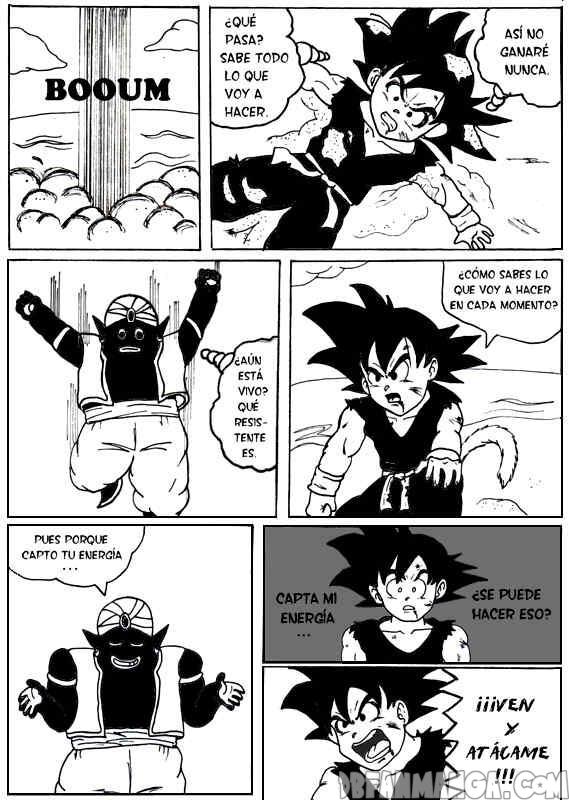 BOOUM
¿QUÉ
PASA?
SABE TODO
LO QUE
VOY A
HACER.
ASÍ NO
GANARÉ
NUNCA.
¿AÚN
ESTÁ
VIVO?
QUÉ
RESIS-
TENTE
ES.
¿CÓMO SABES LO
QUE VOY A HACER
EN CADA MOMENTO?
PUES PORQUE
CAPTO TU ENERGÍA
...
CAPTA MI
ENERGÍA
...
¿SE PUEDE
HACER ESO?
¡¡¡VEN
Y
ATÁCAME
!!!
DBFANMANGA.COM